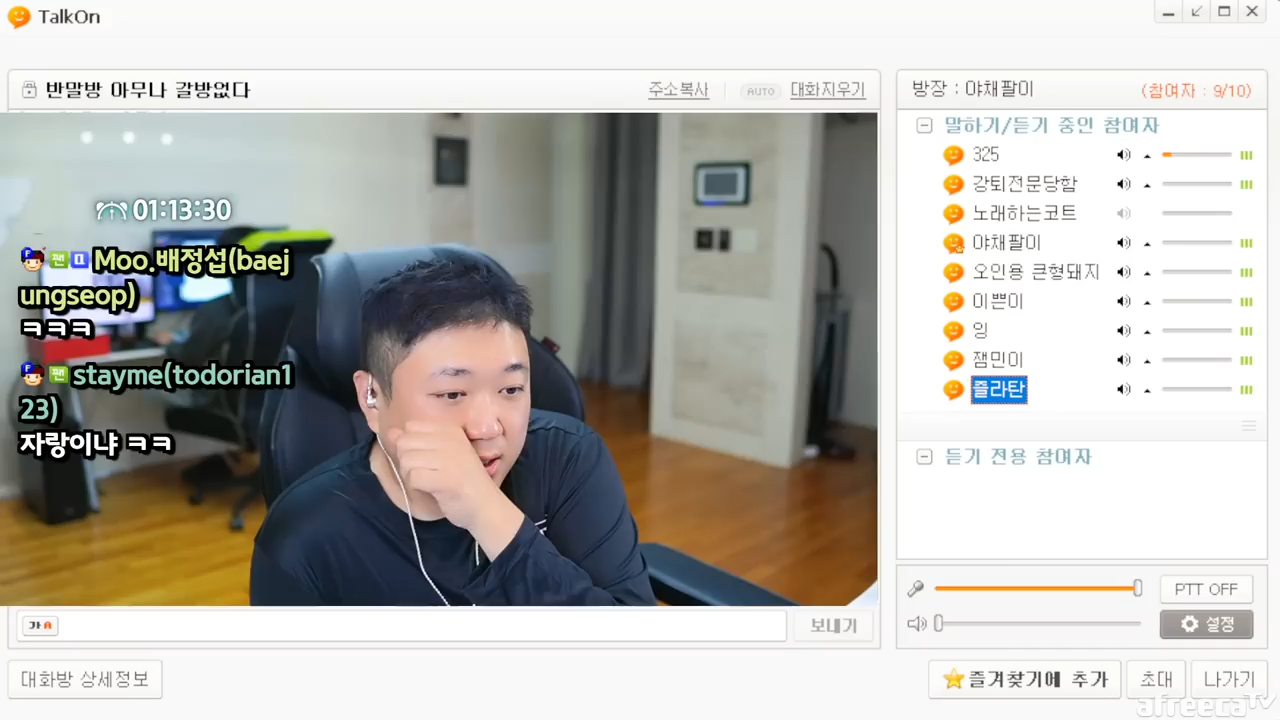 TalkOn
반말방 아무나 갈방없다
주소복사
AUTO
대화지우기
01:13:30
팬 Moo.배정섭(baej
ungseop)
ㅋㅋㅋ
팬 stayme(todorian1
23)
자랑이냐 ㅋㅋ
가A
보내기
대화방 상세정보
방장 : 야채팔이
(참여자 : 9/10)
말하기/듣기 중인 참여자
325
강퇴전문당함
노래하는코트
야채팔이
오인용 큰형돼지
이쁜이
잉
잼민이
즐라탄
듣기 전용 참여자
PTT OFF
설정
즐겨찾기에 추가
초대
나가기
afreecaTV